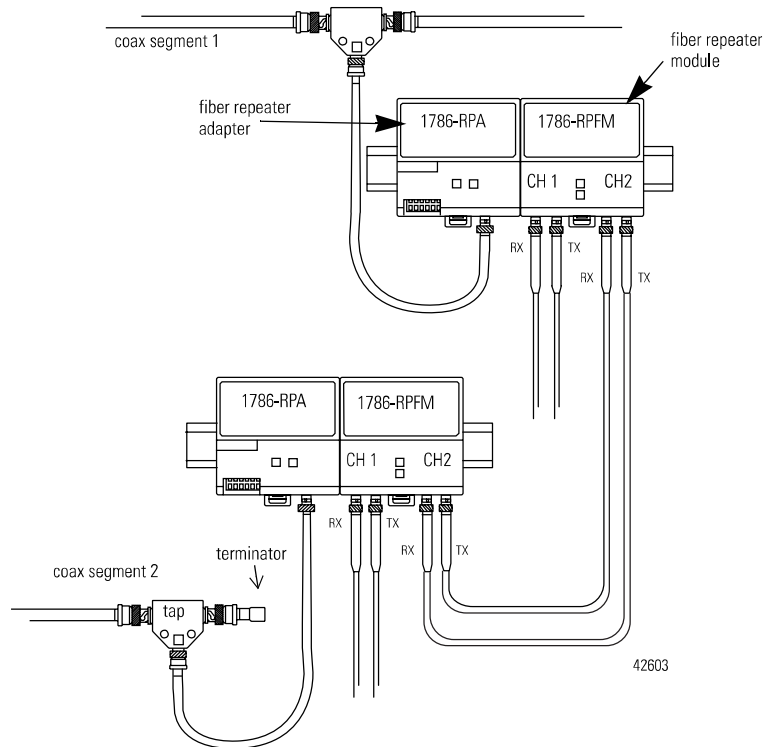 coax segment 1
fiber repeater
module
fiber repeater
adapter
1786-RPA
1786-RPFM
CH 1
CH2
RX
TX
RX
TX
1786-RPA
1786-RPFM
CH 1
CH2
RX
TX
RX
TX
coax segment 2
terminator
tap
42603